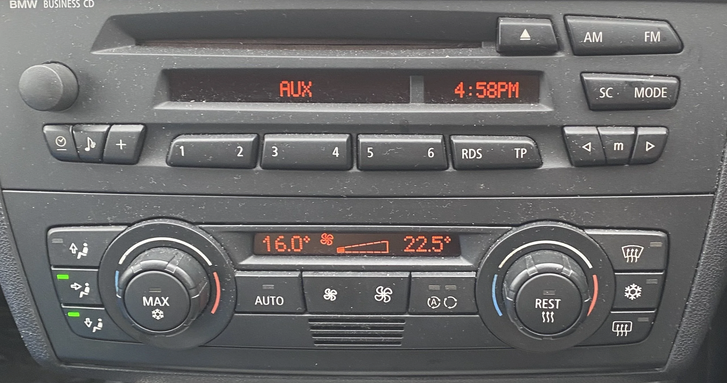 BMW BUSINESS CD
AM FM
AUX 4:58PM
SC MODE
+ 1 2 3 4 5 6 RDS TP m
16.0° 22.5°
MAX AUTO A REST